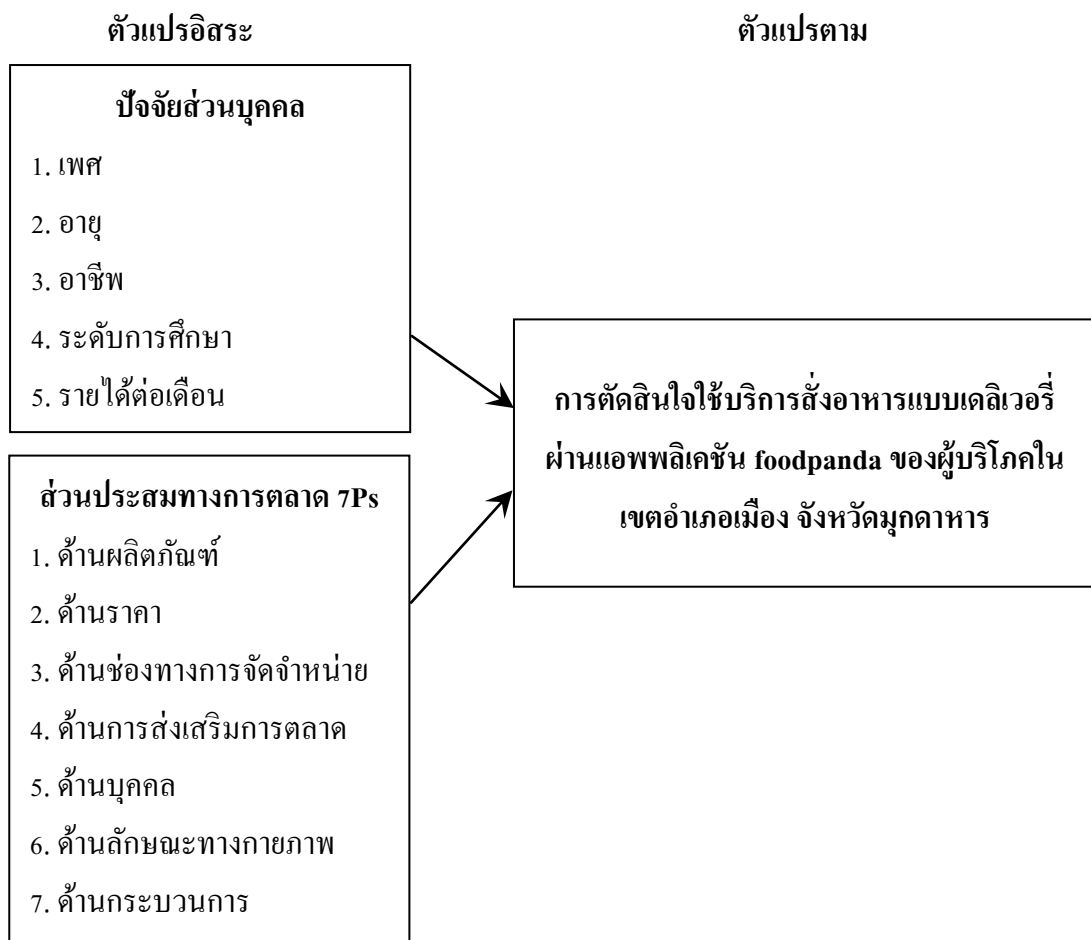 ตัวแปรอิสระ
ตัวแปรตาม
ปัจจัยส่วนบุคคล
1. เพศ
2. อายุ
3. อาชีพ
4. ระดับการศึกษา
5. รายได้ต่อเดือน
ส่วนประสมทางการตลาด 7Ps
1. ด้านผลิตภัณฑ์
2. ด้านราคา
3. ด้านช่องทางการจัดจำหน่าย
4. ด้านการส่งเสริมการตลาด
5. ด้านบุคคล
6. ด้านลักษณะทางกายภาพ
7. ด้านกระบวนการ
การตัดสินใจใช้บริการสั่งอาหารแบบเดลิเวอรี่
ผ่านแอพพลิเคชัน foodpanda ของผู้บริโภคใน
เขตอำเภอเมือง จังหวัดมุกดาหาร